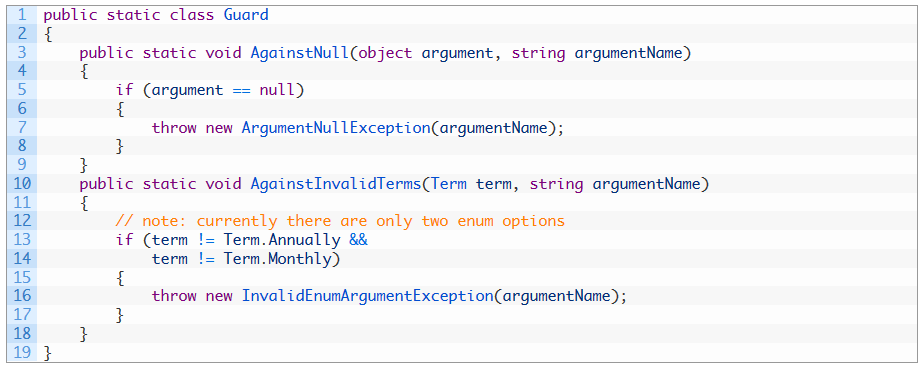 1 public static class Guard
2 {
3     public static void AgainstNull(object argument, string argumentName)
4     {
5         if (argument == null)
6         {
7             throw new ArgumentNullException(argumentName);
8         }
9     }
10     public static void AgainstInvalidTerms(Term term, string argumentName)
11     {
12         // note: currently there are only two enum options
13         if (term != Term.Annually &&
14             term != Term.Monthly)
15         {
16             throw new InvalidEnumArgumentException(argumentName);
17         }
18     }
19 }